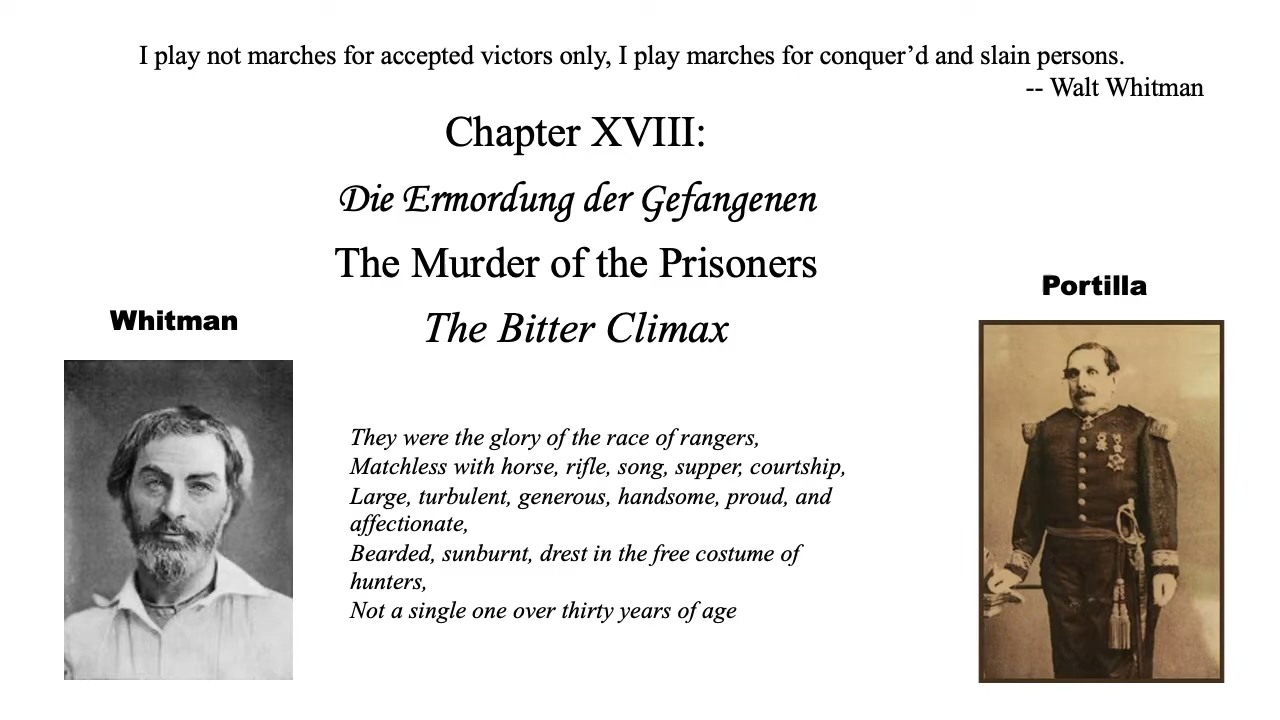 I play not marches for accepted victors only, I play marches for conquer’d and slain persons.
-- Walt Whitman
Chapter XVIII:
Die Ermordung der Gefangenen
The Murder of the Prisoners
The Bitter Climax
Portilla
Whitman
They were the glory of the race of rangers,
Matchless with horse, rifle, song, supper, courtship,
Large, turbulent, generous, handsome, proud, and
affectionate,
Bearded, sunburnt, drest in the free costume of
hunters,
Not a single one over thirty years of age